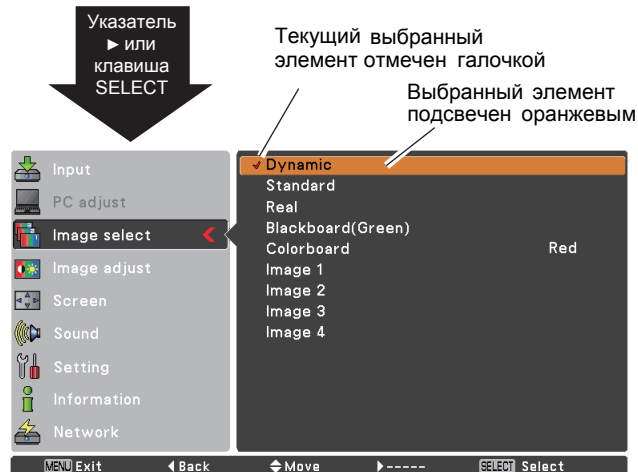 Указатель
► или
клавиша
SELECT
Текущий выбранный
элемент отмечен галочкой
Выбранный элемент
подсвечен оранжевым
Input
PC adjust
Image select
Image adjust
Screen
Sound
Setting
Information
Network
Dynamic
Standard
Real
Blackboard(Green)
Colorboard Red
Image 1
Image 2
Image 3
Image 4
MENU Exit ◄Back Move ►----- SELECT Select